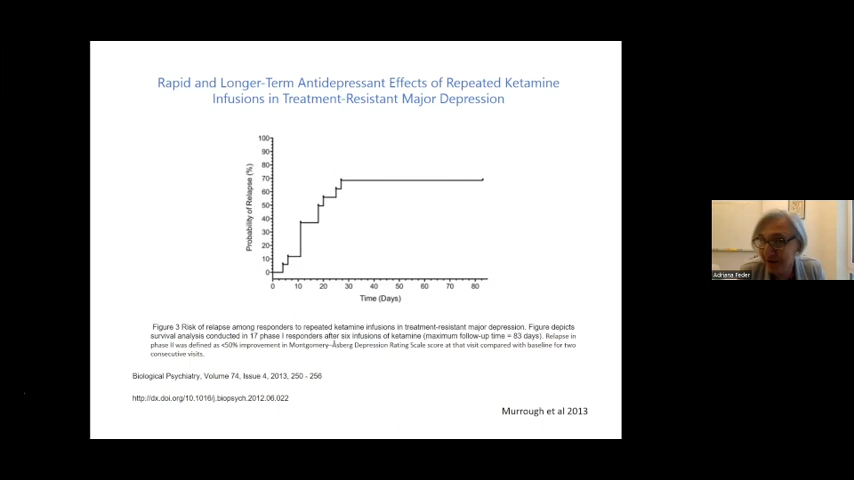 Rapid and Longer-Term Antidepressant Effects of Repeated Ketamine
Infusions in Treatment-Resistant Major Depression
100
90
80
70
60
50
40
30
20
10
0
Probability of Relapse (%)
0 10 20 30 40 50 60 70 80
Time (Days)
Figure 3 Risk of relapse among responders to repeated ketamine infusions in treatment-resistant major depression. Figure depicts
survival analysis conducted in 17 phase I responders after six infusions of ketamine (maximum follow-up time = 83 days). Relapse in
phase II was defined as <50% improvement in Montgomery–Åsberg Depression Rating Scale score at that visit compared with baseline for two
consecutive visits.
Biological Psychiatry, Volume 74, Issue 4, 2013, 250 - 256
http://dx.doi.org/10.1016/j.biopsych.2012.06.022
Murrough et al 2013
Adriana Feder